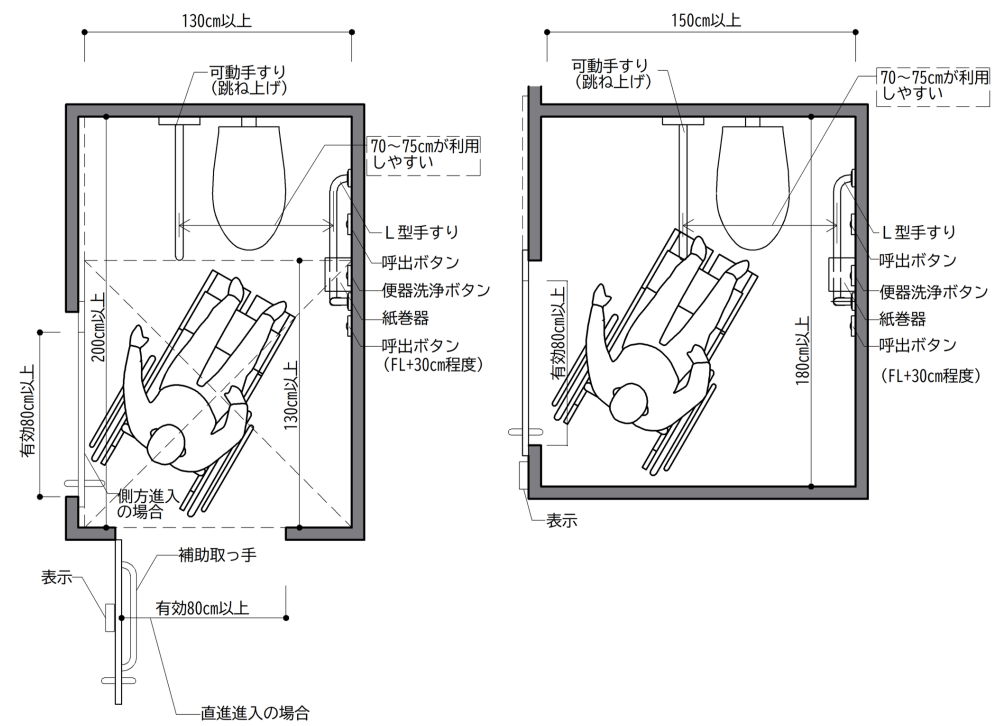 130cm以上
可動手すり
（跳ね上げ）
70～75cmが利用
しやすい
Ｌ型手すり
呼出ボタン
便器洗浄ボタン
紙巻器
呼出ボタン
（FL+30cm程度）
200cm以上
130cm以上
有効80cm以上
側方進入
の場合
補助取っ手
表示
有効80cm以上
直進進入の場合
150cm以上
可動手すり
（跳ね上げ）
70～75cmが利用
しやすい
Ｌ型手すり
呼出ボタン
便器洗浄ボタン
紙巻器
呼出ボタン
（FL+30cm程度）
有効80cm以上
180cm以上
表示